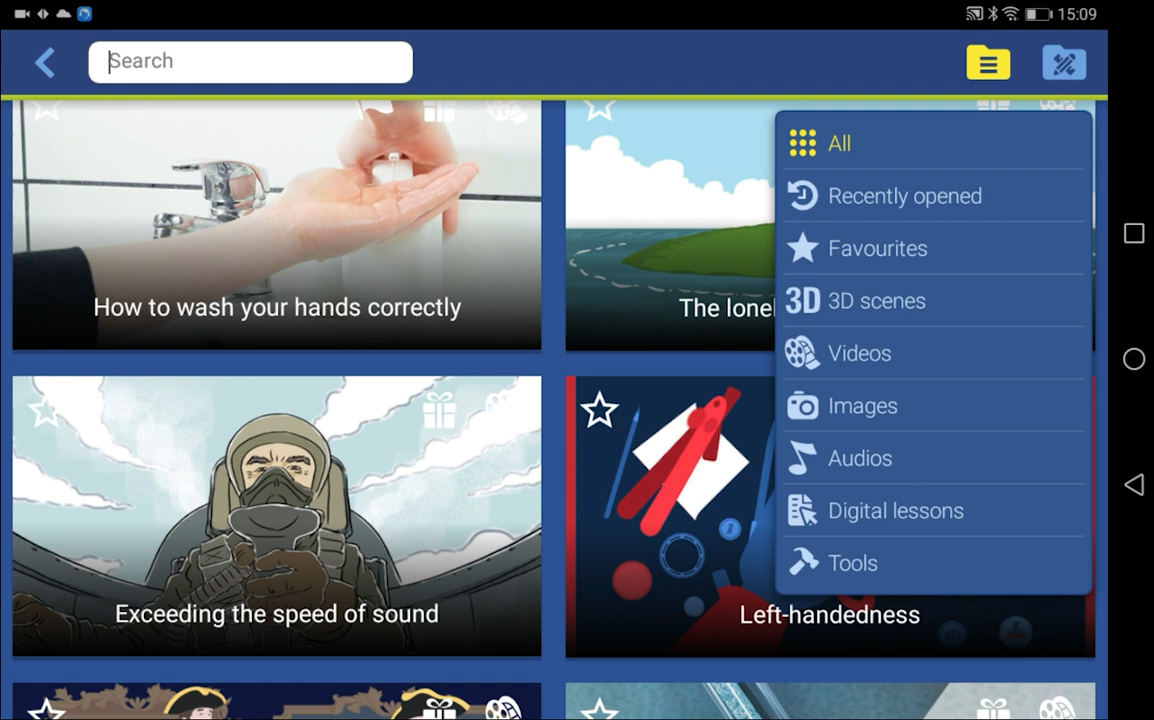 15:09
Search
All
Recently opened
Favourites
3D 3D scenes
Videos
Images
Audios
Digital lessons
Tools
How to wash your hands correctly
The
Exceeding the speed of sound
Left-handedness